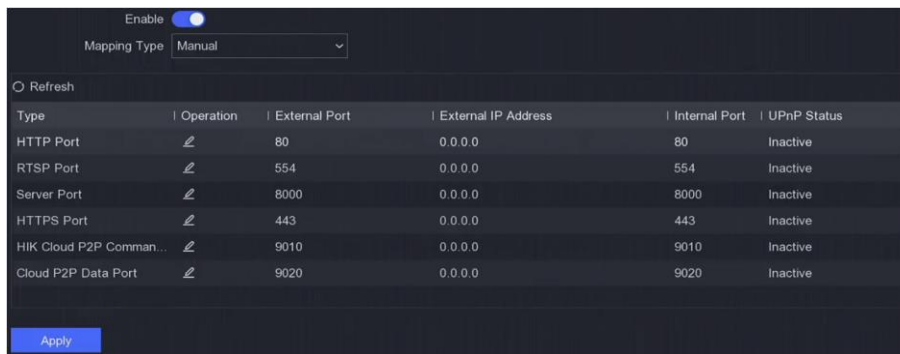 Enable
Mapping Type Manual
Refresh
Type Operation External Port External IP Address Internal Port UPnP Status
HTTP Port 80 0.0.0.0 80 Inactive
RTSP Port 554 0.0.0.0 554 Inactive
Server Port 8000 0.0.0.0 8000 Inactive
HTTPS Port 443 0.0.0.0 443 Inactive
HIK Cloud P2P Comman... 9010 0.0.0.0 9010 Inactive
Cloud P2P Data Port 9020 0.0.0.0 9020 Inactive
Apply